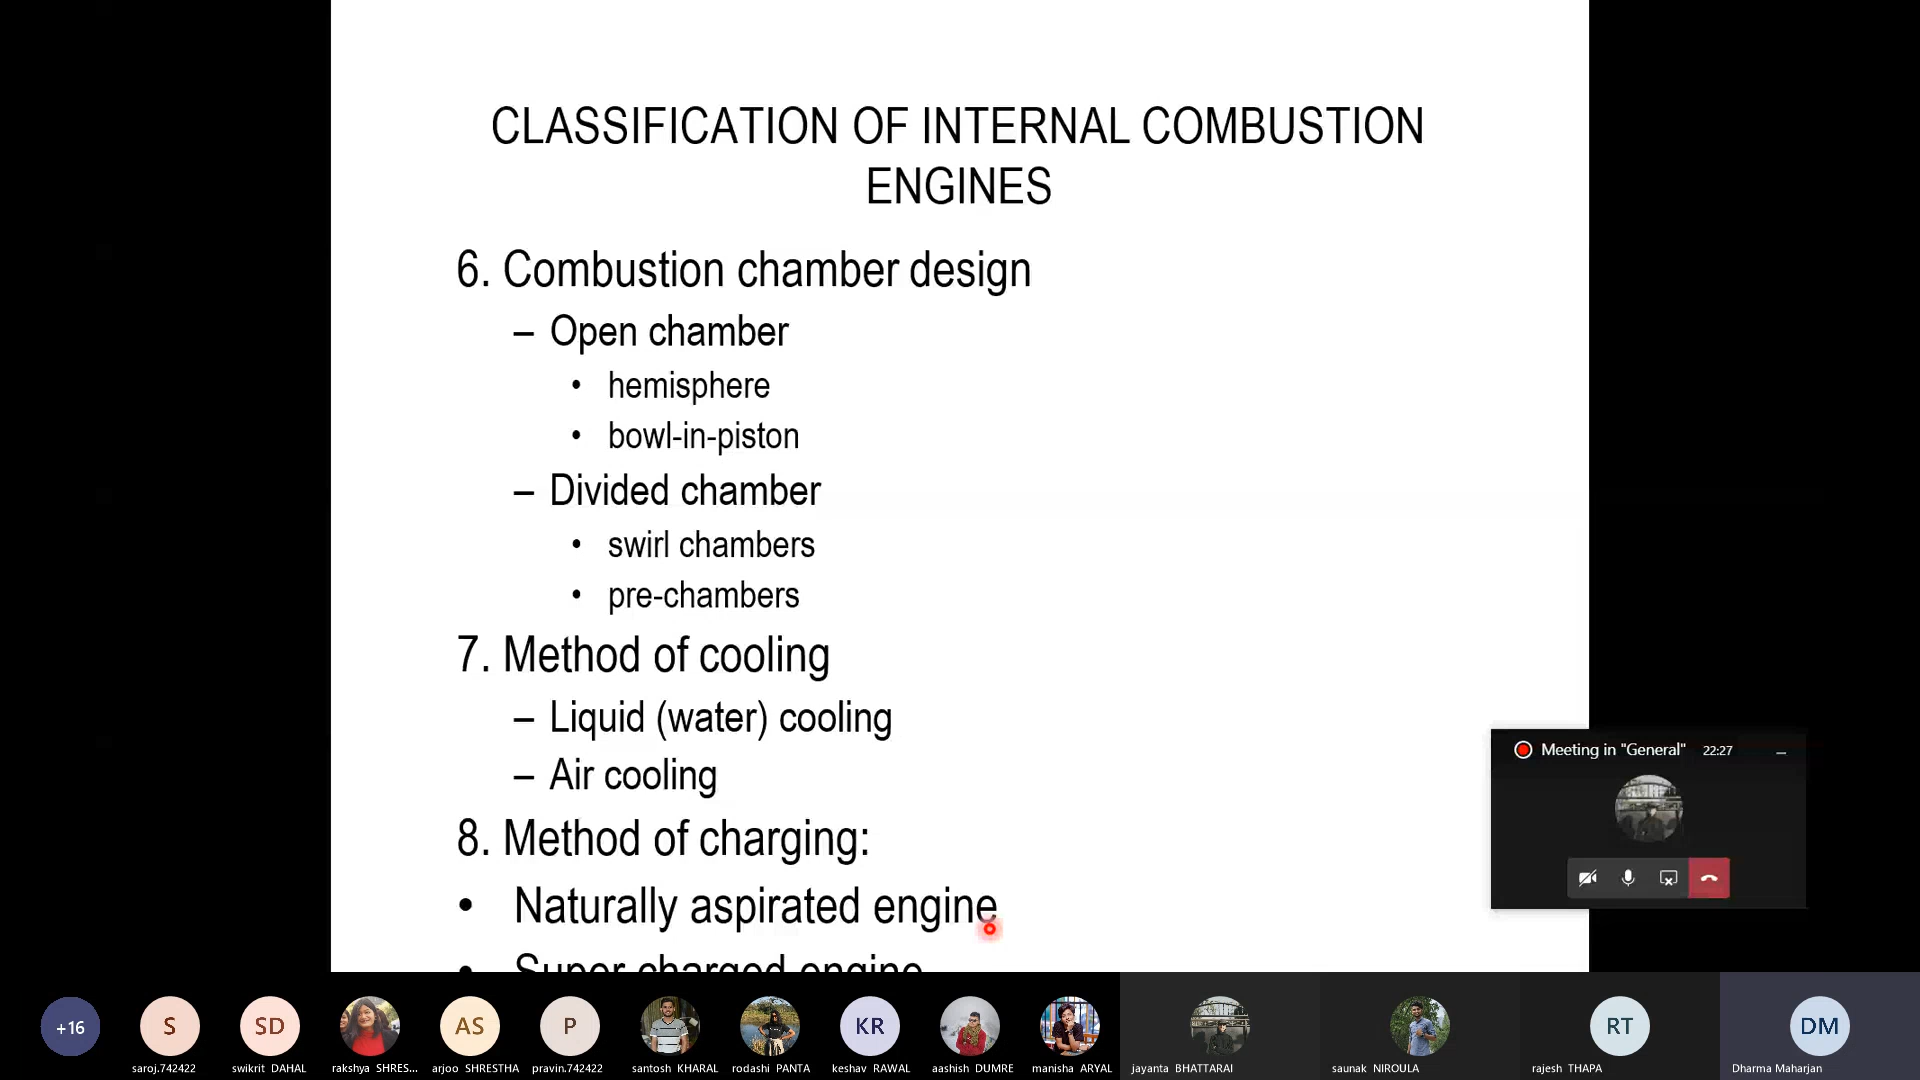 CLASSIFICATION OF INTERNAL COMBUSTION
ENGINES
6. Combustion chamber design
– Open chamber
• hemisphere
• bowl-in-piston
– Divided chamber
• swirl chambers
• pre-chambers
7. Method of cooling
– Liquid (water) cooling
– Air cooling
8. Method of charging:
• Naturally aspirated engine
• Super charged engine
Meeting in "General" 22:27
+16
S
SD
AS
P
KR
RT
DM
saroj.742422
swikrit DAHAL
rakshya SHRES...
arjoo SHRESTHA
pravin.742422
santosh KHARAL
rodashi PANTA
keshav RAWAL
aashish DUMRE
manisha ARYAL
jayanta BHATTARAI
saunak NIROULA
rajesh THAPA
Dharma Maharjan